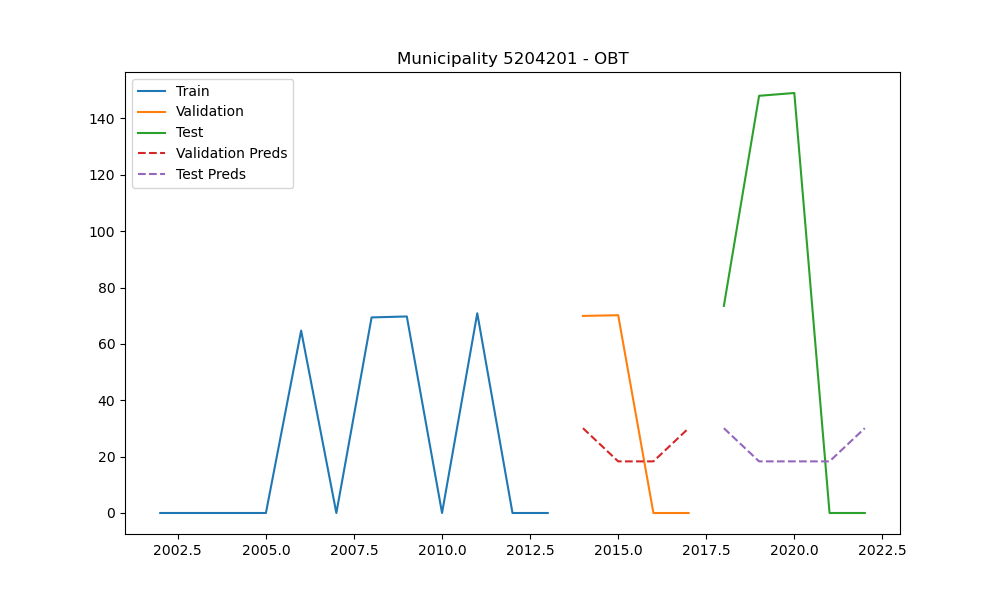 Municipality 5204201 - OBT
Train
Validation
Test
Validation Preds
Test Preds
140
120
100
80
60
40
20
0
2002.5 2005.0 2007.5 2010.0 2012.5 2015.0 2017.5 2020.0 2022.5